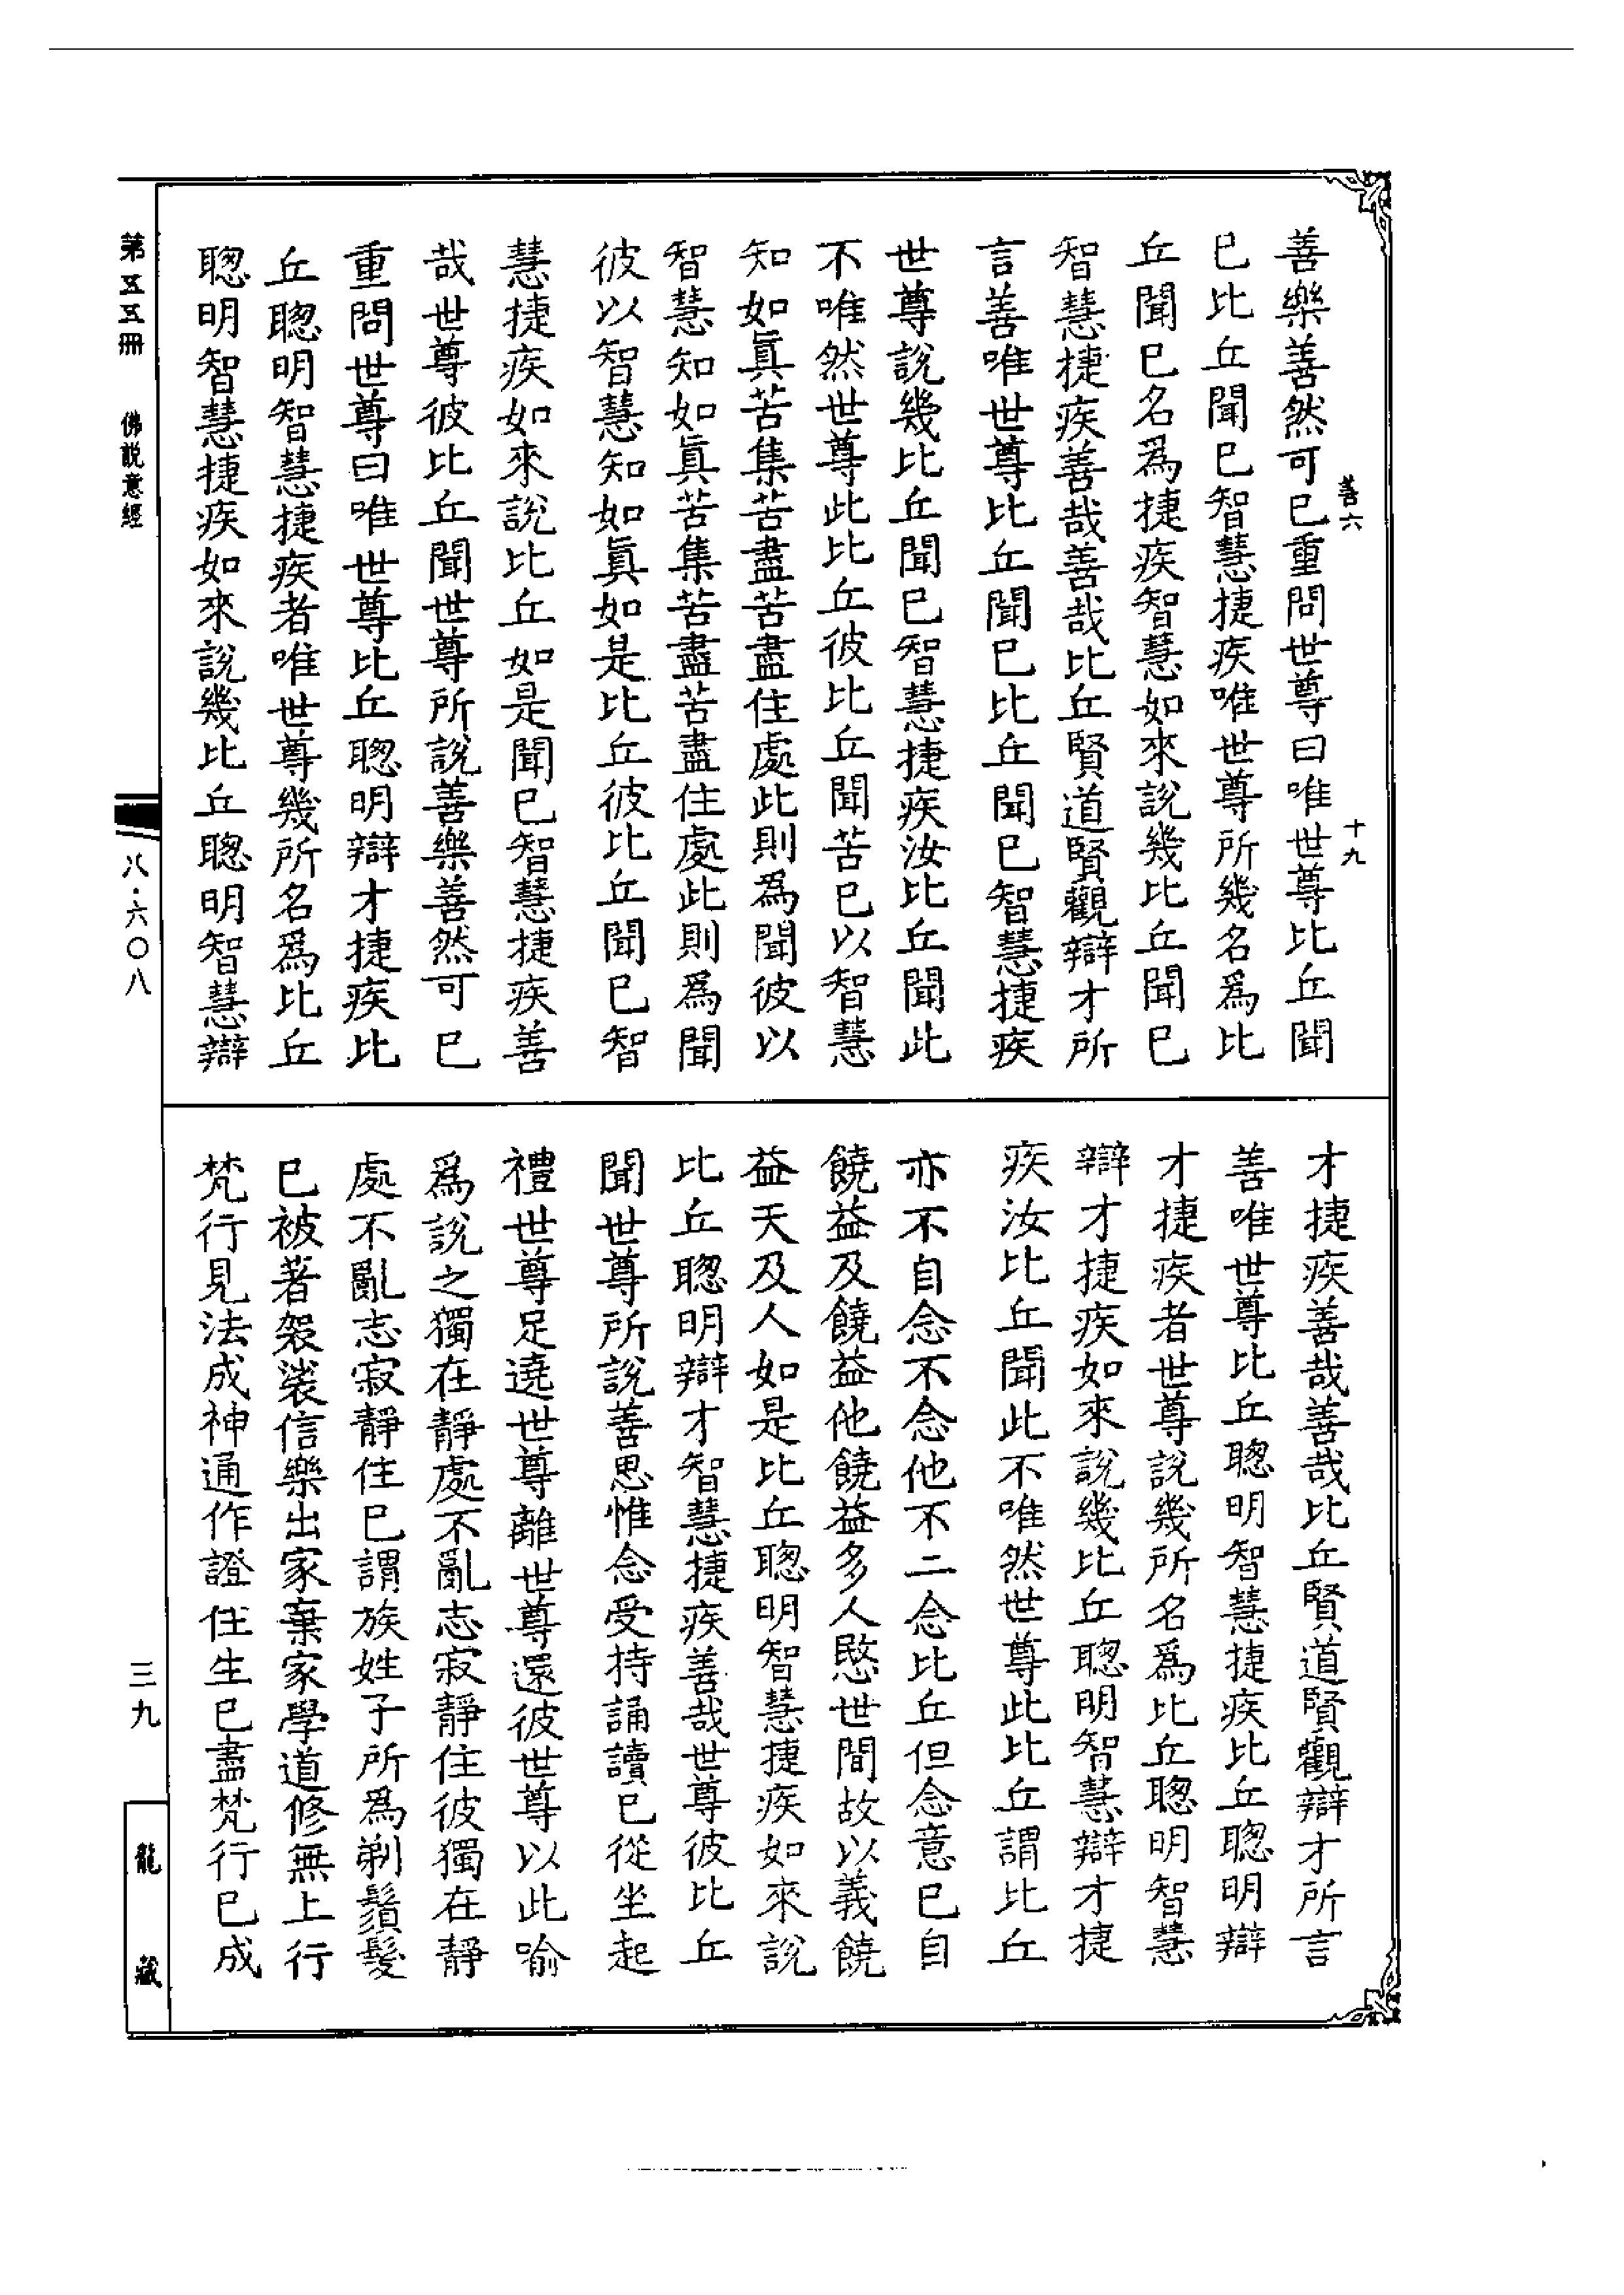 善六
十九
善樂善然可已重問世尊曰唯世尊比丘聞
已比丘聞已智慧捷疾唯世尊所幾名為比
丘聞已名爲捷疾智慧如來說幾比丘聞已
智慧捷疾善哉善哉比丘賢道賢觀辯才所
言善唯世尊比丘聞已比丘聞已智慧捷疾
世尊說幾比丘聞已智慧捷疾汝比丘聞此
不唯然世尊此比丘彼比丘聞苦已以智慧
知如眞苦集苦盡苦盡住處此則爲聞彼以
智慧知如眞苦集苦盡苦盡住處此則爲聞
彼以智慧知如眞如是比丘彼比丘聞已智
慧捷疾如來說比丘如是聞已智慧捷疾善
哉世尊彼比丘聞世尊所說善樂善然可已
重問世尊曰唯世尊比丘聰明辯才捷疾比
丘聰明智慧捷疾者唯世尊幾所名爲比丘
聰明智慧捷疾如來說幾比丘聰明智慧辯
才捷疾善哉善哉比丘賢道賢觀辯才所言
善唯世尊比丘聰明智慧捷疾比丘聰明辯
才捷疾者世尊說幾所名爲比丘聰明智慧
辯才捷疾如來說幾比丘聰明智慧辯才捷
疾汝比丘聞此不唯然世尊此比丘謂比丘
亦不自念不念他不二念比丘但念意已自
饒益及饒益他饒益多人愍世間故以義饒
益天及人如是比丘聰明智慧捷疾如來說
比丘聰明辯才智慧捷疾善哉世尊彼比丘
聞世尊所說善思惟念受持誦讀已從坐起
禮世尊足遶世尊離世尊還彼世尊以此喻
爲說之獨在靜處不亂志寂靜住彼獨在靜
處不亂志寂靜住已謂族姓子所爲剃鬚髮
已被著袈裟信樂出家棄家學道修無上行
梵行見法成神通作證住生已盡梵行已成
第五五冊
佛說意經
八·六〇八
三九
龍藏